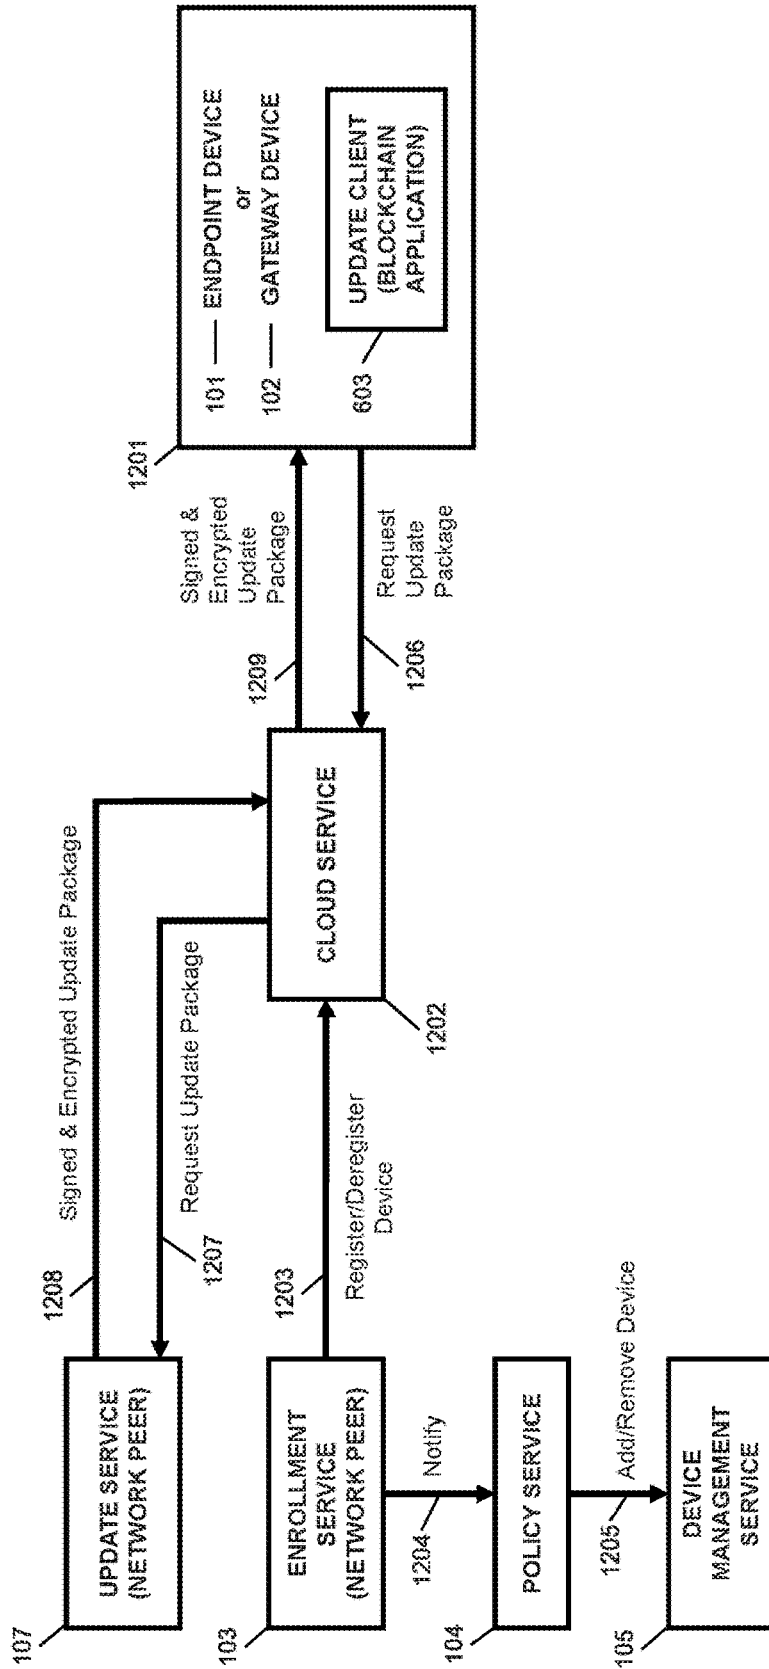 107
UPDATE SERVICE
(NETWORK PEER)
1208
Signed & Encrypted Update Package
1207
Request Update Package
103
ENROLLMENT
SERVICE
(NETWORK PEER)
1203
Register/Deregister
Device
1204
Notify
104
POLICY SERVICE
1205
Add/Remove Device
105
DEVICE
MANAGEMENT
SERVICE
CLOUD SERVICE
1202
1209
Signed &
Encrypted
Update
Package
1206
Request
Update
Package
1201
101
ENDPOINT DEVICE
or
102
GATEWAY DEVICE
603
UPDATE CLIENT
(BLOCKCHAIN
APPLICATION)